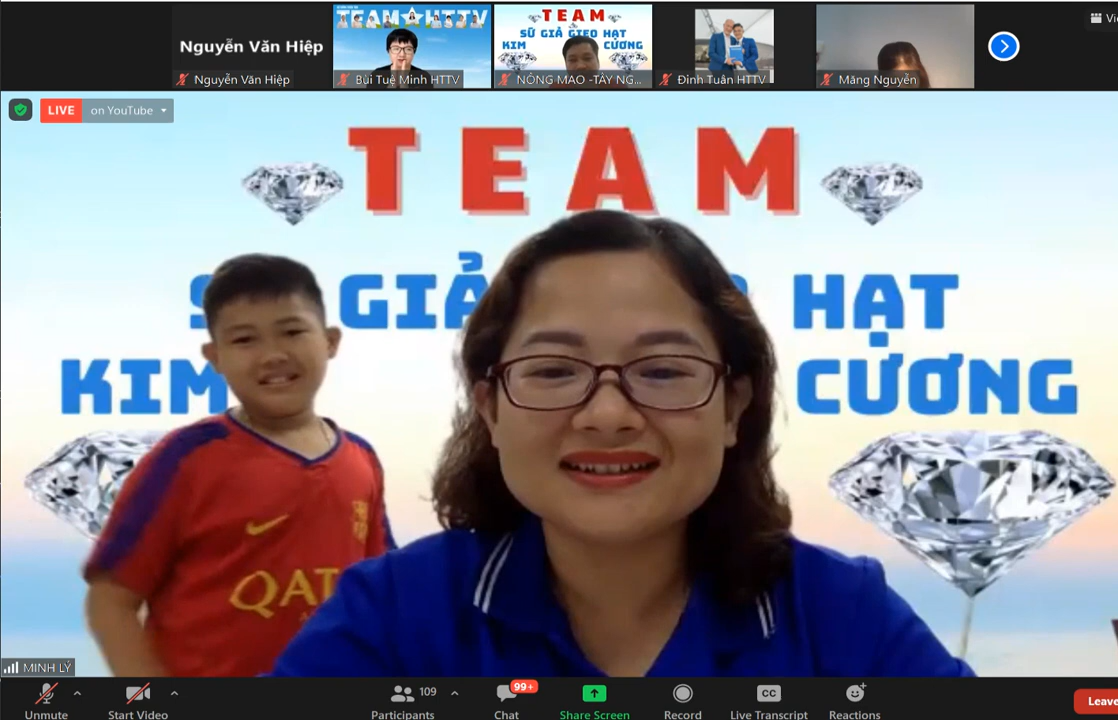 Nguyễn Văn Hiệp
Nguyễn Văn Hiệp
TEAM HTTV
Bùi Tuệ Minh HTTV
TEAM
SỨ GIẢ GIEO HẠT
KIM CƯƠNG
NÔNG MAO -TÂY NG...
Đinh Tuân HTTV
Măng Nguyễn
LIVE on YouTube
TEAM
GIẢ HẠT
KIM CƯƠNG
QAT
MINH LÝ
Unmute
Start Video
Participants 109
Chat 99+
Share Screen
Record
CC
Live Transcript
Reactions
Leave